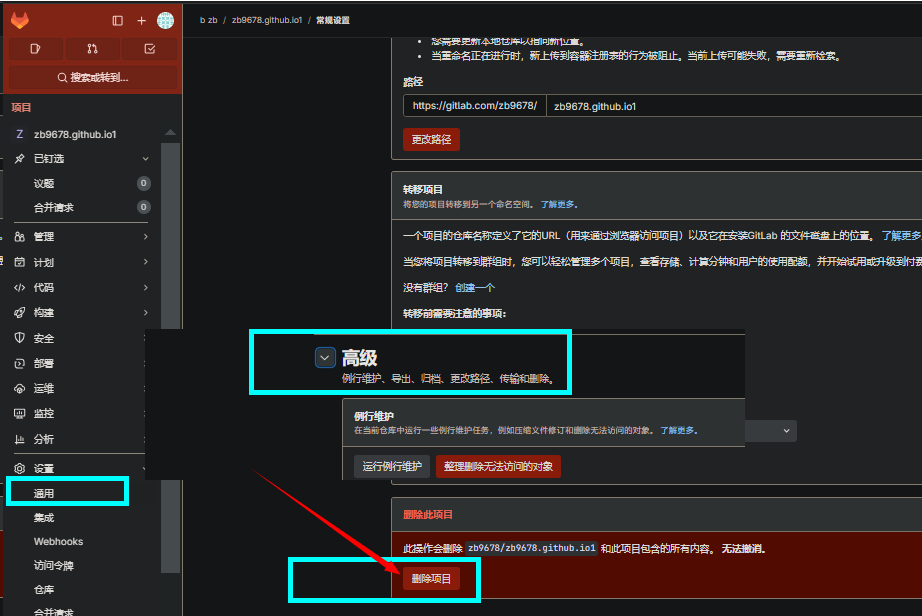 b zb / zb9678.github.io1 / 常规设置
搜索或转到...
项目
Z zb9678.github.io1
已钉选
议题 0
合并请求 0
管理
计划
代码
构建
安全
部署
运维
监控
分析
设置
通用
集成
Webhooks
访问令牌
仓库
合并请求
您需要更新本地仓库以指向新位置。
当重命名正在进行时，新上传到容器注册表的行为被阻止。当前上传可能失败，需要重新检索。
路径
https://gitlab.com/zb9678/ zb9678.github.io1
更改路径
转移项目
将您的项目转移到另一个命名空间。 了解更多。
一个项目的仓库名称定义了它的URL（用来通过浏览器访问项目）以及它在安装GitLab 的文件磁盘上的位置。 了解更多
当您将项目转移到群组时，您可以轻松管理多个项目，查看存储、计算分钟和用户的使用配额，并开始试用或升级到付费
没有群组？ 创建一个
转移前需要注意的事项：
高级
例行维护、导出、归档、更改路径、传输和删除。
例行维护
在当前仓库中运行一些例行维护任务，例如压缩文件修订和删除无法访问的对象。 了解更多。
运行例行维护 整理删除无法访问的对象
删除此项目
此操作会删除 zb9678/zb9678.github.io1 和此项目包含的所有内容。 无法撤消。
删除项目